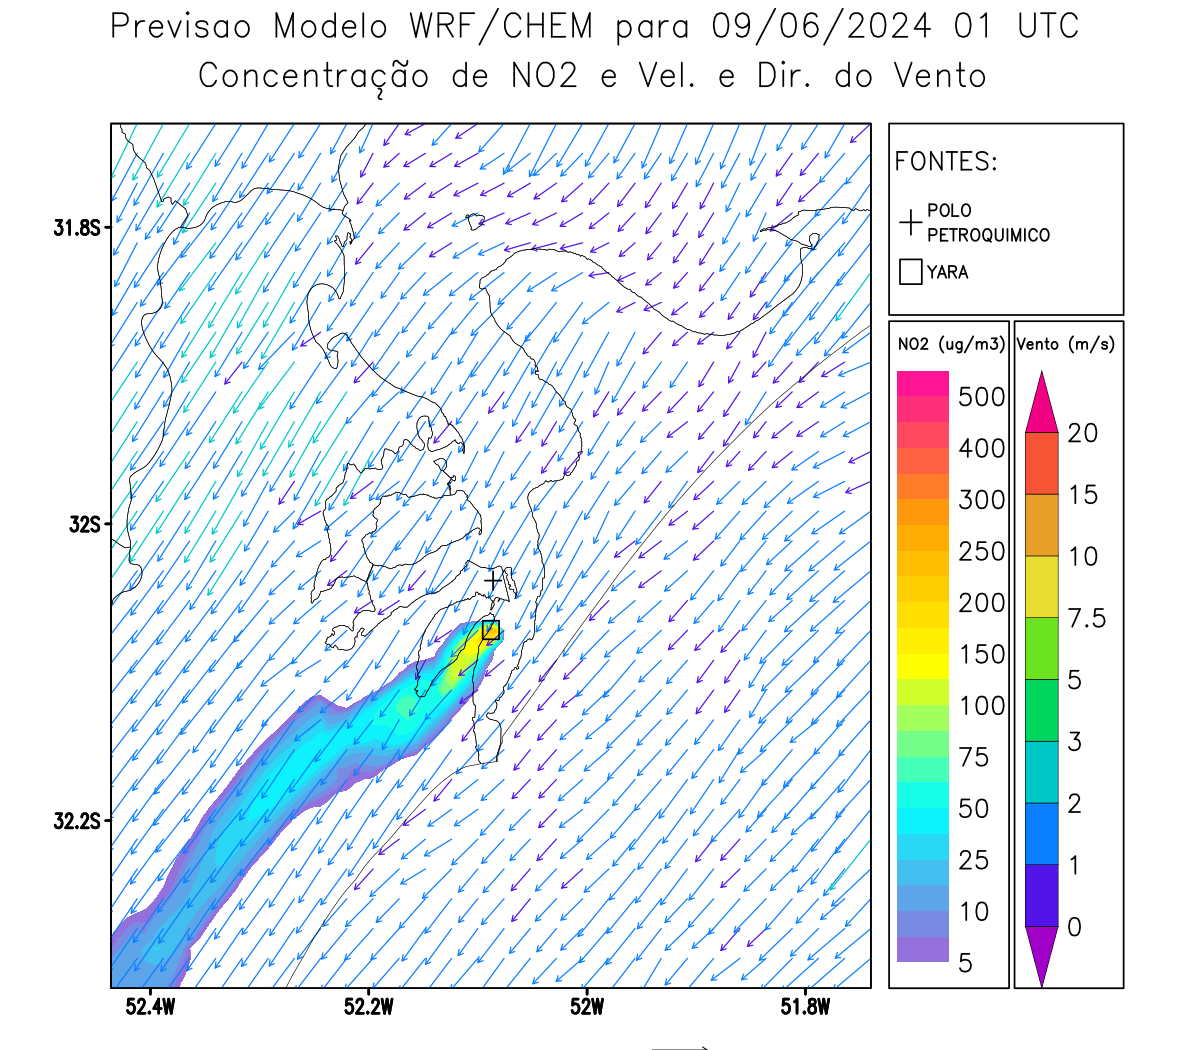 Previsao Modelo WRF/CHEM para 09/06/2024 01 UTC
Concentração de NO2 e Vel. e Dir. do Vento
FONTES:
POLO
PETROQUIMICO
YARA
NO2 (ug/m3)
500
400
300
250
200
150
100
75
50
25
10
5
Vento (m/s)
20
15
10
7.5
5
3
2
1
0
31.8S
32S
32.2S
52.4W
52.2W
52W
51.8W